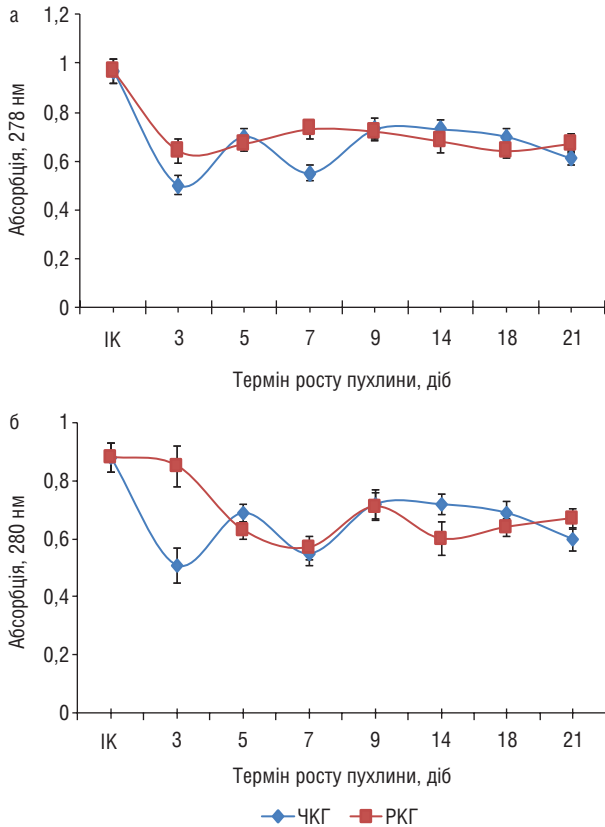 а
Абсорбція, 278 нм
1,2
1
0,8
0,6
0,4
0,2
0
ІК 3 5 7 9 14 18 21
Термін росту пухлини, діб
б
Абсорбція, 280 нм
1
0,8
0,6
0,4
0,2
0
ІК 3 5 7 9 14 18 21
Термін росту пухлини, діб
ЧКГ РКГ